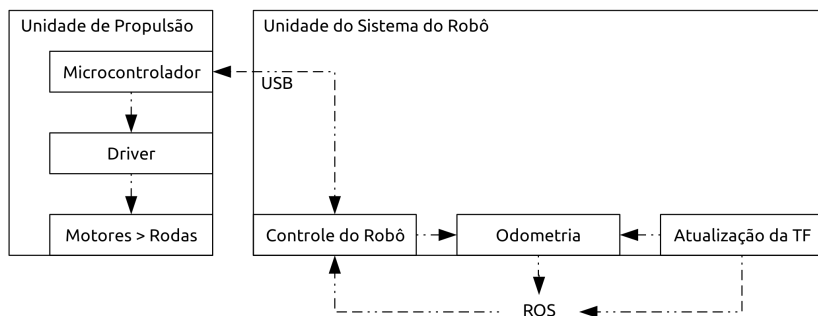 Unidade de Propulsão
Unidade do Sistema do Robô
Microcontrolador
USB
Driver
Motores > Rodas
Controle do Robô
Odometria
Atualização da TF
ROS